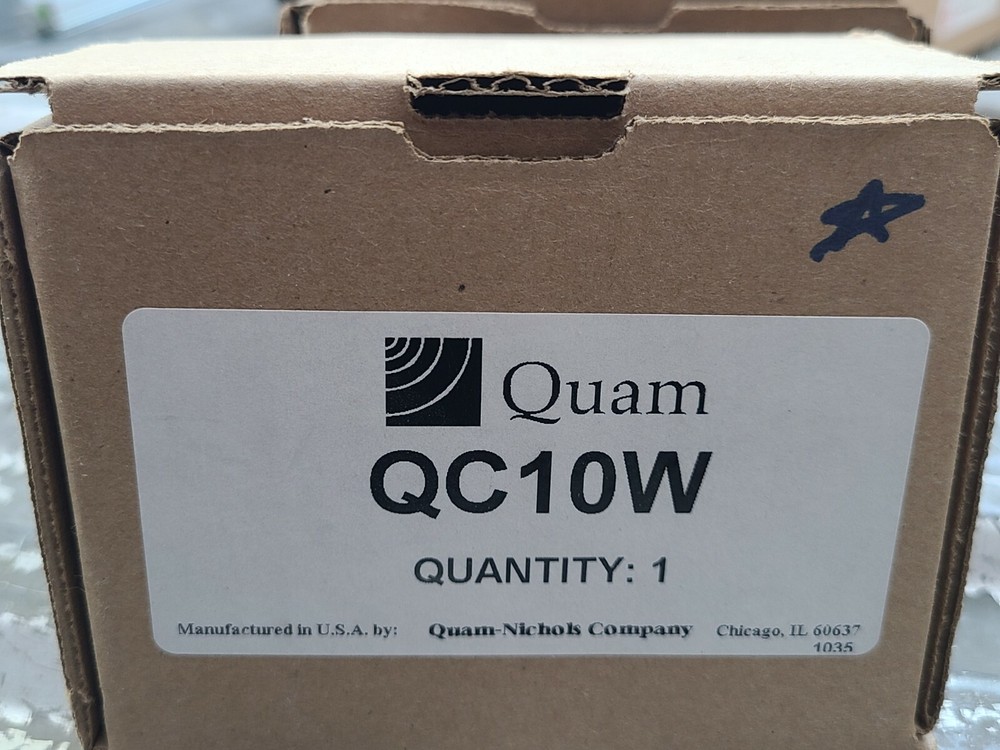 Quam
QC10W
QUANTITY: 1
Manufactured in U.S.A. by: Quam-Nichols Company Chicago, IL 60637
1035